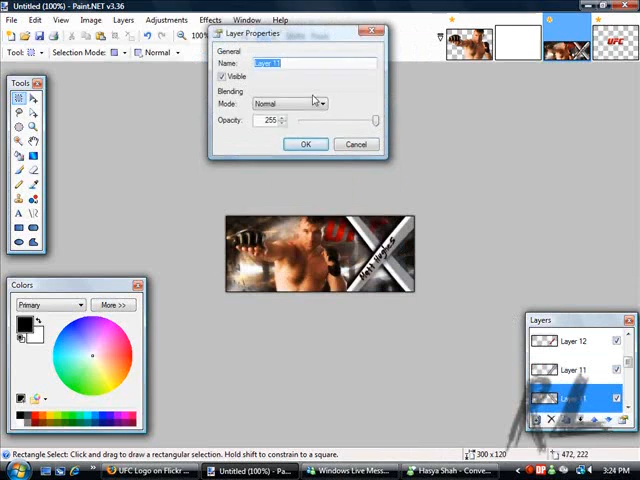 Untitled (100%) - Paint.NET v3.36
File Edit View Image Layers Adjustments Effects Window Help
Tool: Selection Mode: Normal
Layer Properties
General
Name: Layer 11
Visible
Blending
Mode: Normal
Opacity: 255
OK Cancel
UFC
Tools
UFC
Matt Hughes
Colors
Primary More >>
Layers
Layer 12
Layer 11
RL
Rectangle Select: Click and drag to draw a rectangular selection. Hold shift to constrain to a square.
300 x 120
472, 222
UFC Logo on Flickr ...
Untitled (100%) - Pa...
Windows Live Mess...
Hasya Shah - Conve...
3:24 PM